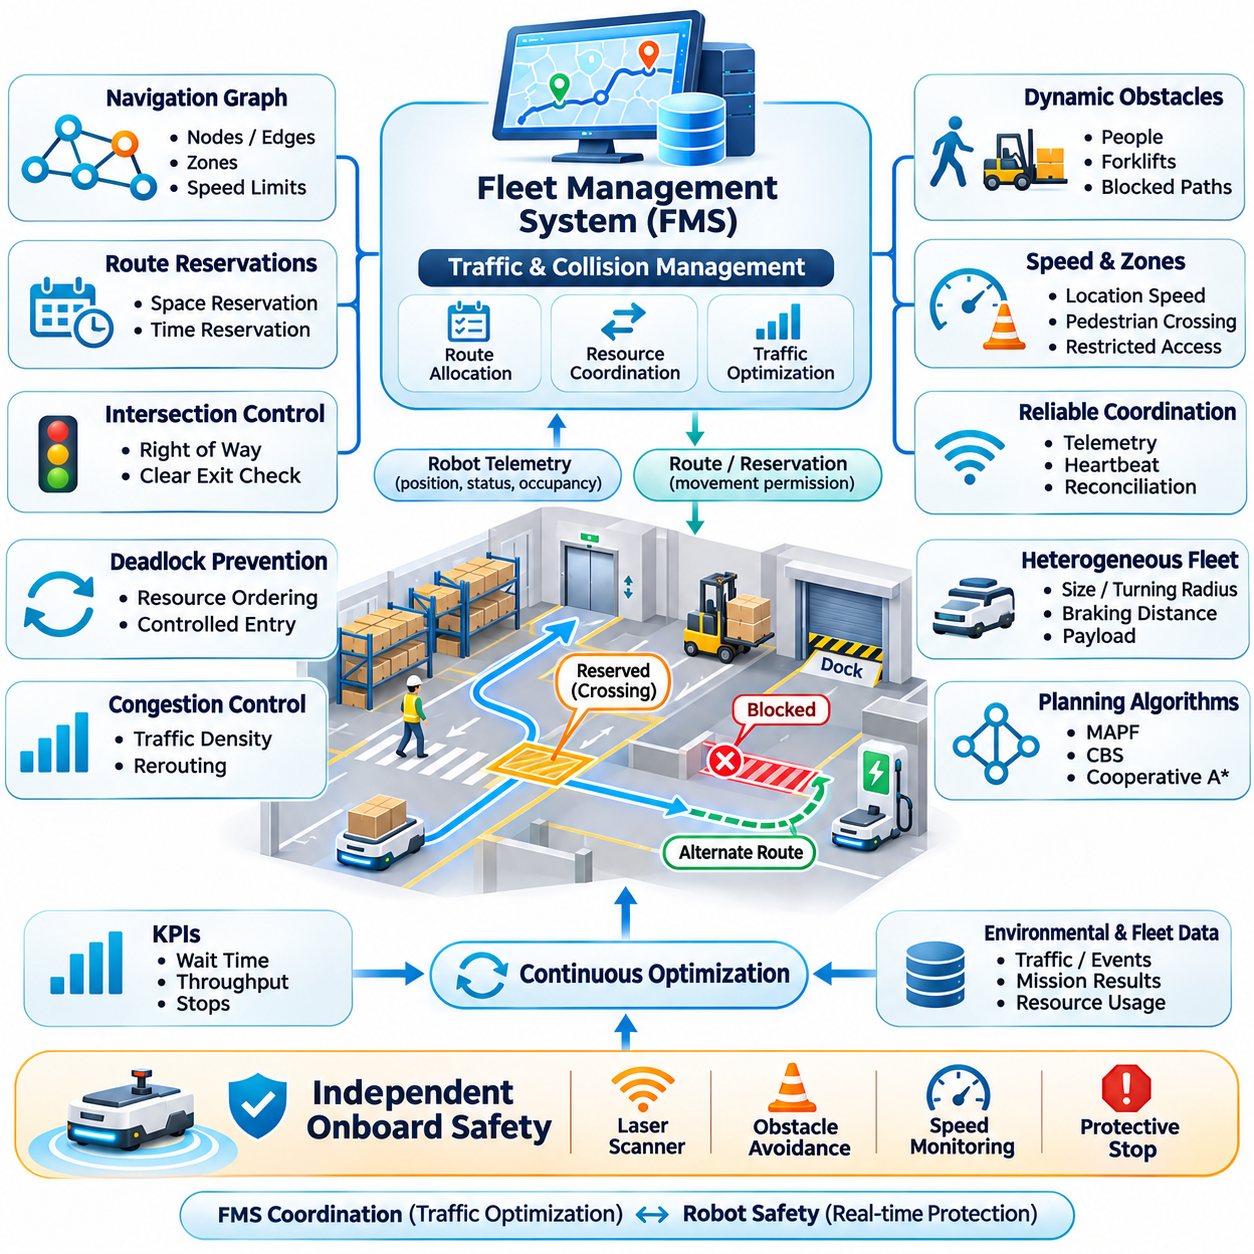 Fleet Management
System (FMS)
Traffic & Collision Management
Route
Allocation
Resource
Coordination
Traffic
Optimization
Navigation Graph
• Nodes / Edges
• Zones
• Speed Limits
Route Reservations
• Space Reservation
• Time Reservation
Intersection Control
• Right of Way
• Clear Exit Check
Deadlock Prevention
• Resource Ordering
• Controlled Entry
Congestion Control
• Traffic Density
• Rerouting
Dynamic Obstacles
• People
• Forklifts
• Blocked Paths
Speed & Zones
• Location Speed
• Pedestrian Crossing
• Restricted Access
Reliable Coordination
• Telemetry
• Heartbeat
• Reconciliation
Heterogeneous Fleet
• Size / Turning Radius
• Braking Distance
• Payload
Planning Algorithms
• MAPF
• CBS
• Cooperative A*
Robot Telemetry
(position, status, occupancy)
Route / Reservation
(movement permission)
Reserved
(Crossing)
Blocked
Dock
Alternate Route
KPIs
• Wait Time
• Throughput
• Stops
Continuous Optimization
Environmental & Fleet Data
• Traffic / Events
• Mission Results
• Resource Usage
Independent
Onboard Safety
Laser
Scanner
Obstacle
Avoidance
Speed
Monitoring
Protective
Stop
FMS Coordination (Traffic Optimization) ↔ Robot Safety (Real-time Protection)